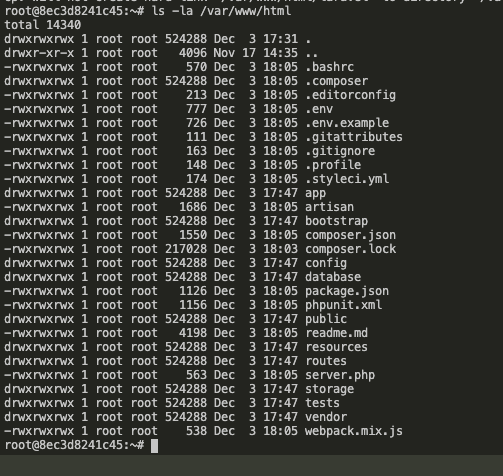 root@8ec3d8241c45:~# ls -la /var/www/html
total 14340
drwxrwxrwx 1 root root 524288 Dec  3 17:31 .
drwxr-xr-x 1 root root   4096 Nov 17 14:35 ..
-rwxrwxrwx 1 root root    570 Dec  3 18:05 .bashrc
drwxrwxrwx 1 root root 524288 Dec  3 18:05 .composer
-rwxrwxrwx 1 root root    213 Dec  3 18:05 .editorconfig
-rwxrwxrwx 1 root root    777 Dec  3 18:05 .env
-rwxrwxrwx 1 root root    726 Dec  3 18:05 .env.example
-rwxrwxrwx 1 root root    111 Dec  3 18:05 .gitattributes
-rwxrwxrwx 1 root root    163 Dec  3 18:05 .gitignore
-rwxrwxrwx 1 root root    148 Dec  3 18:05 .profile
-rwxrwxrwx 1 root root    174 Dec  3 18:05 .styleci.yml
drwxrwxrwx 1 root root 524288 Dec  3 17:47 app
-rwxrwxrwx 1 root root   1686 Dec  3 18:05 artisan
drwxrwxrwx 1 root root 524288 Dec  3 17:47 bootstrap
-rwxrwxrwx 1 root root   1550 Dec  3 18:05 composer.json
-rwxrwxrwx 1 root root 217028 Dec  3 18:03 composer.lock
drwxrwxrwx 1 root root 524288 Dec  3 17:47 config
drwxrwxrwx 1 root root 524288 Dec  3 17:47 database
-rwxrwxrwx 1 root root   1126 Dec  3 18:05 package.json
-rwxrwxrwx 1 root root   1156 Dec  3 18:05 phpunit.xml
drwxrwxrwx 1 root root 524288 Dec  3 17:47 public
-rwxrwxrwx 1 root root   4198 Dec  3 18:05 readme.md
drwxrwxrwx 1 root root 524288 Dec  3 17:47 resources
drwxrwxrwx 1 root root 524288 Dec  3 17:47 routes
-rwxrwxrwx 1 root root    563 Dec  3 18:05 server.php
drwxrwxrwx 1 root root 524288 Dec  3 17:47 storage
drwxrwxrwx 1 root root 524288 Dec  3 17:47 tests
drwxrwxrwx 1 root root 524288 Dec  3 17:47 vendor
-rwxrwxrwx 1 root root    538 Dec  3 18:05 webpack.mix.js
root@8ec3d8241c45:~#